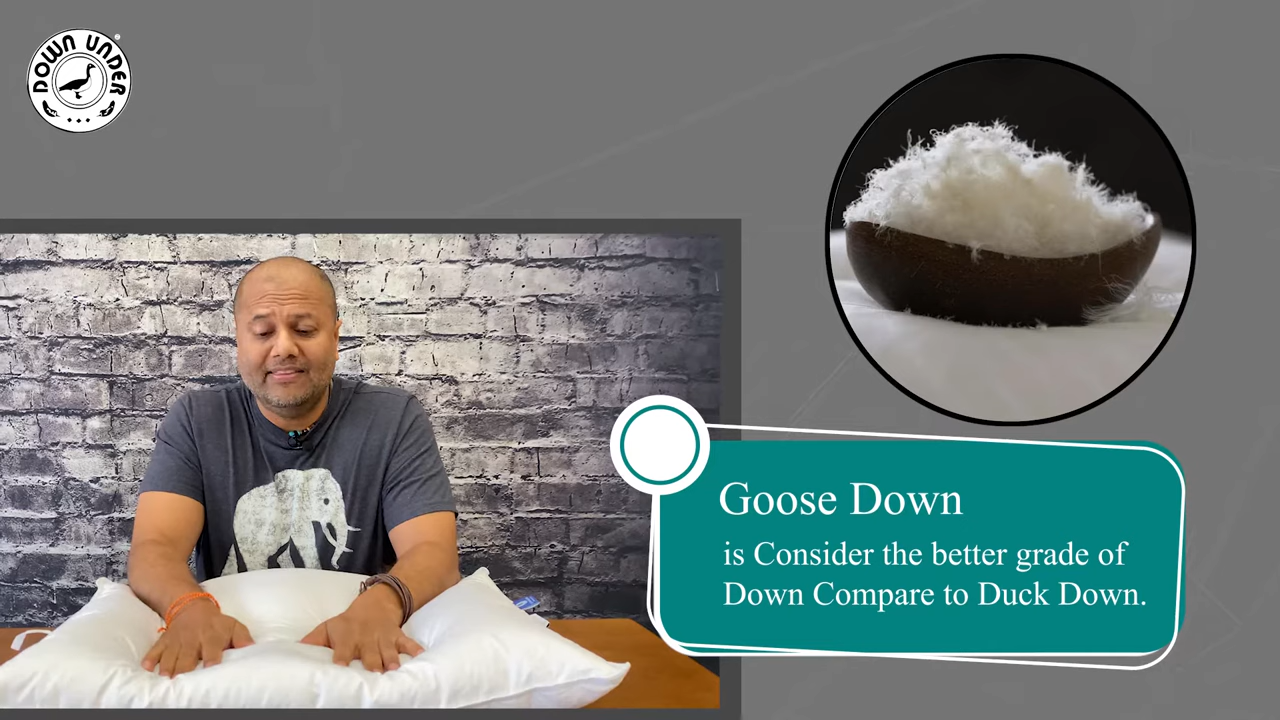 DOWN UNDER
Goose Down
is Consider the better grade of
Down Compare to Duck Down.